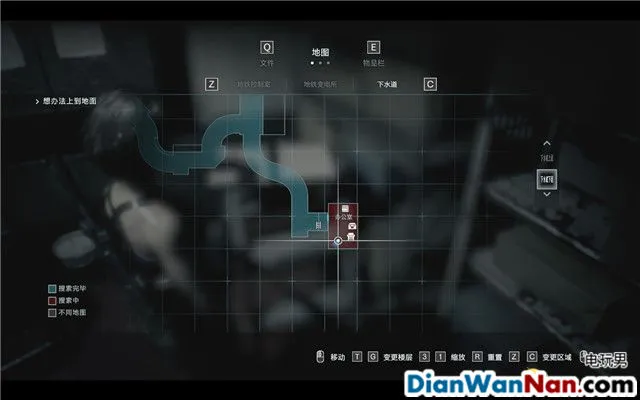 Q E
地图
文件 物品栏
Z 地铁控制室 地铁变电所 下水道 C
想办法上到地面
办公室
搜索完毕
搜索中
不同地图
移动 T G 变更楼层 3 1 缩放 R 重置 Z C 变更区域
电玩男
DianWanNan.com